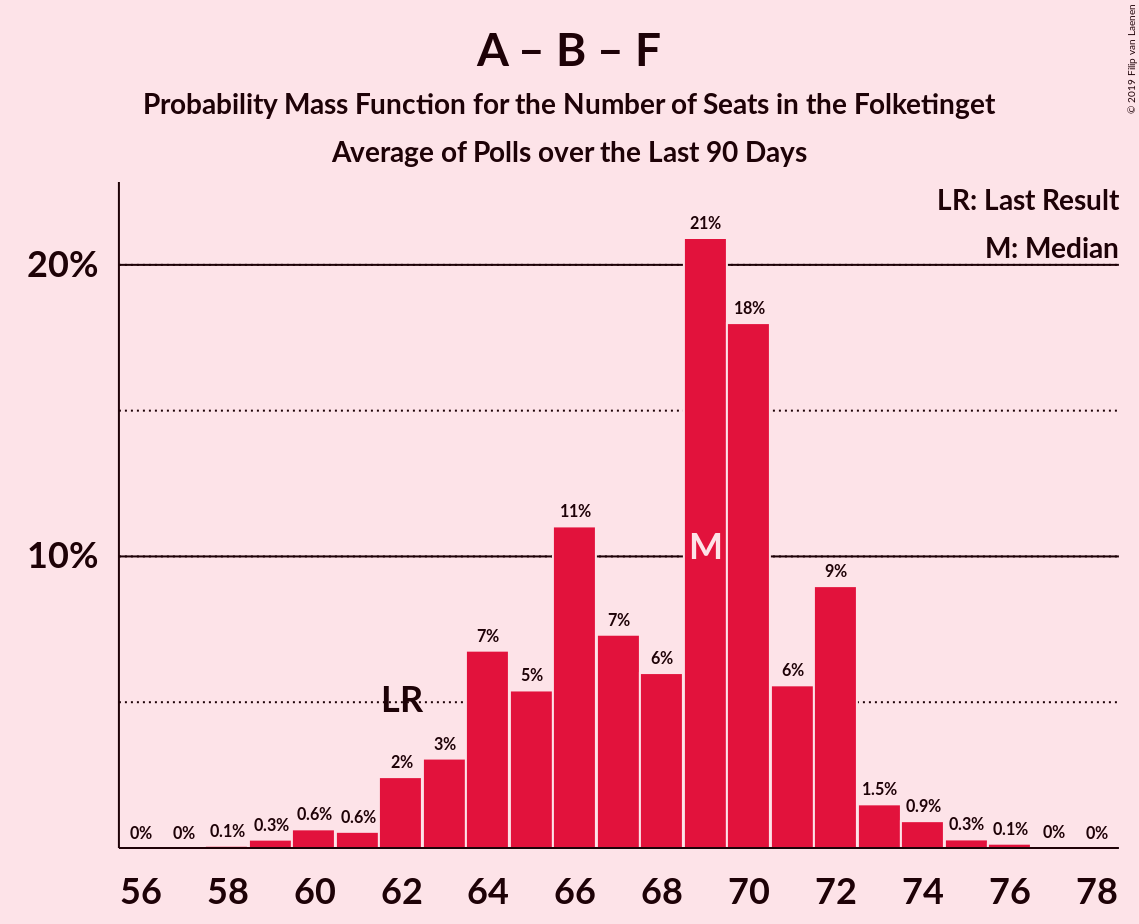 A – B – F
Probability Mass Function for the Number of Seats in the Folketinget
Average of Polls over the Last 90 Days
© 2019 Filip van Laenen
LR: Last Result
M: Median
20%
10%
0%
0%
0.1%
0.3%
0.6%
0.6%
2%
3%
7%
5%
11%
7%
6%
21%
18%
6%
9%
1.5%
0.9%
0.3%
0.1%
0%
0%
LR
M
56 58 60 62 64 66 68 70 72 74 76 78